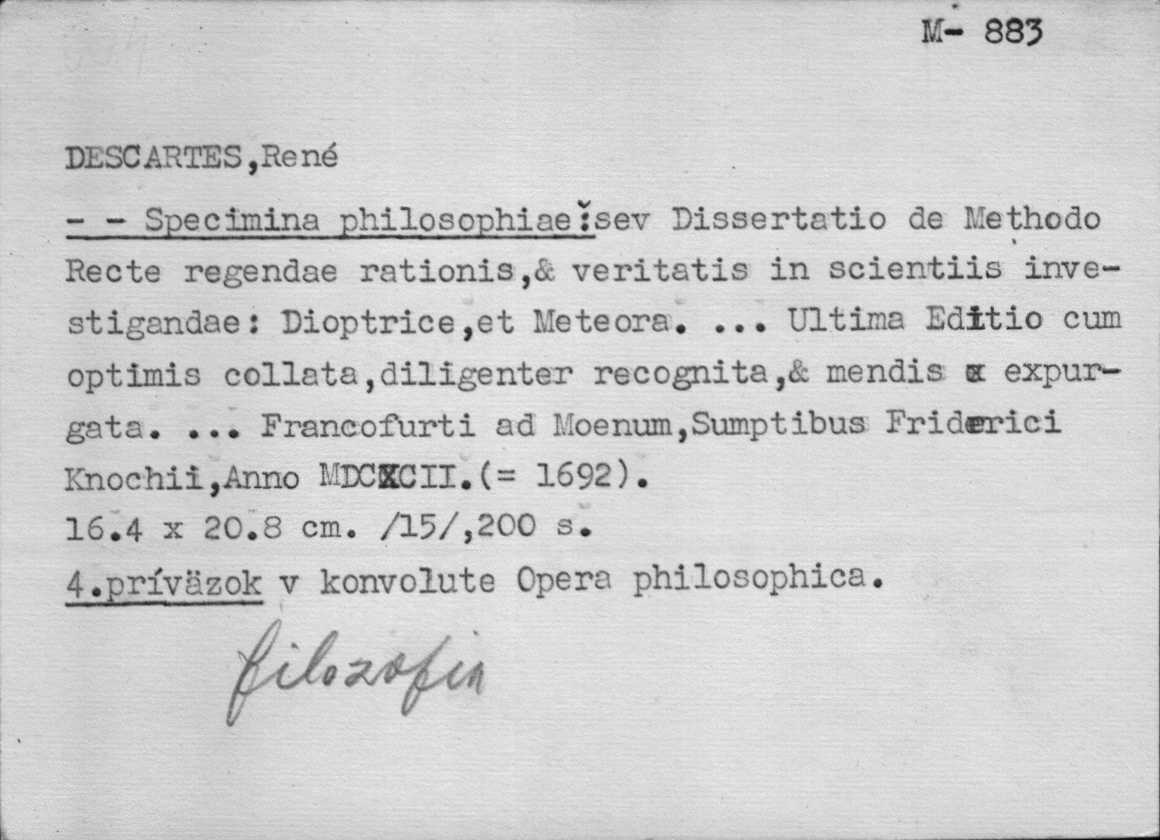 M- 883
DESCARTES,René
- - Specimina philosophiae:sev Dissertatio de Methodo
Recte regendae rationis,& veritatis in scientiis inve-
stigandae: Dioptrice,et Meteora. ... Ultima Editio cum
optimis collata,diligenter recognita,& mendis expur-
gata. ... Francofurti ad Moenum,Sumptibus Friderici
Knochii,Anno MDCXCII.(= 1692).
16.4 x 20.8 cm. /15/,200 s.
4.príväzok v konvolute Opera philosophica.
filozofia